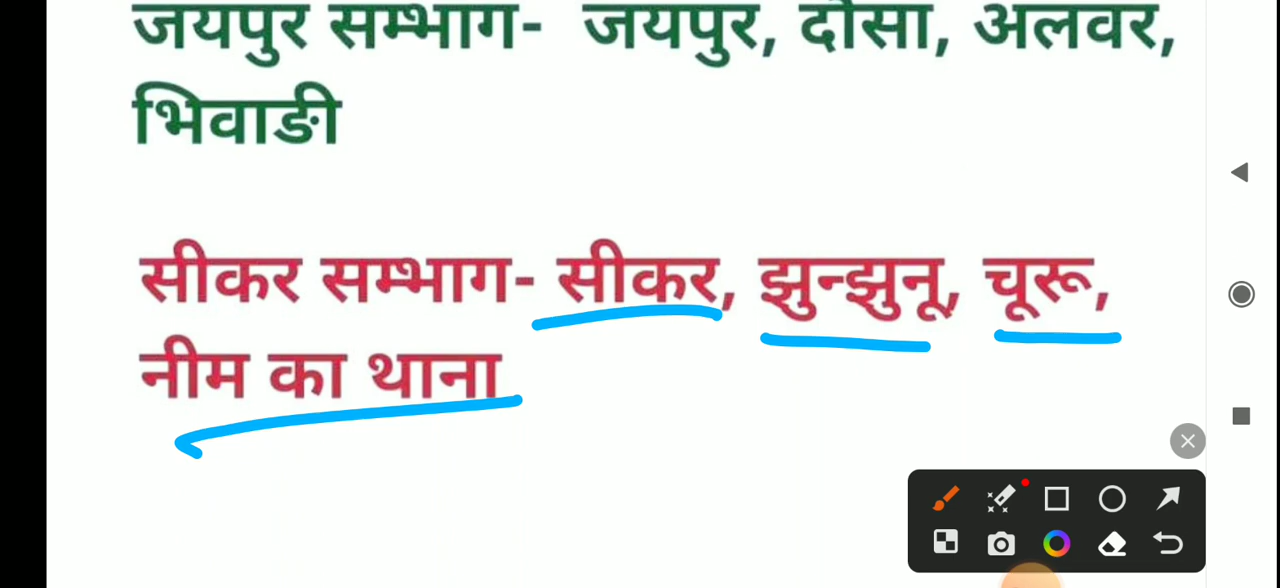 जयपुर सम्भाग- जयपुर, दौसा, अलवर,
भिवाङी
सीकर सम्भाग- सीकर, झुन्झुनू, चूरू,
नीम का थाना